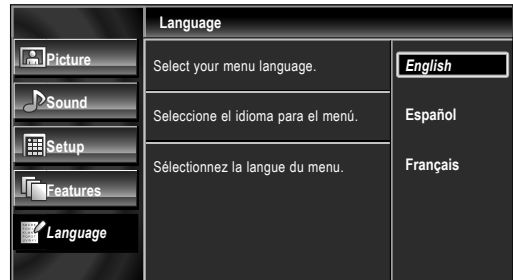 Language
Picture
Sound
Setup
Features
Language
Select your menu language.
Seleccione el idioma para el menú.
Sélectionnez la langue du menu.
English
Español
Français